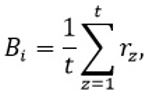 $B_i = \frac{1}{t}\sum_{z=1}^{t} r_z,$